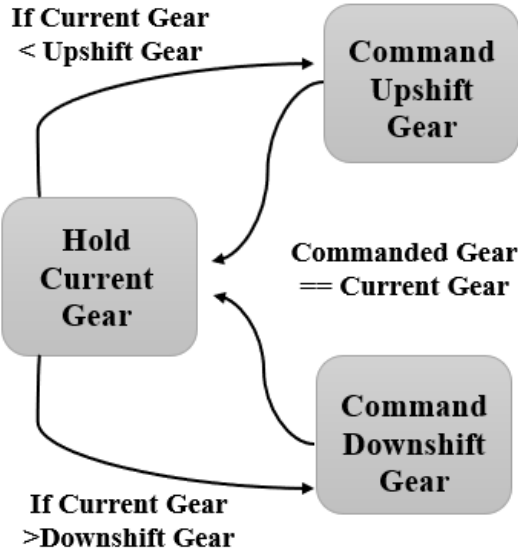 If Current Gear
< Upshift Gear
Command
Upshift
Gear
Hold
Current
Gear
Commanded Gear
== Current Gear
Command
Downshift
Gear
If Current Gear
>Downshift Gear